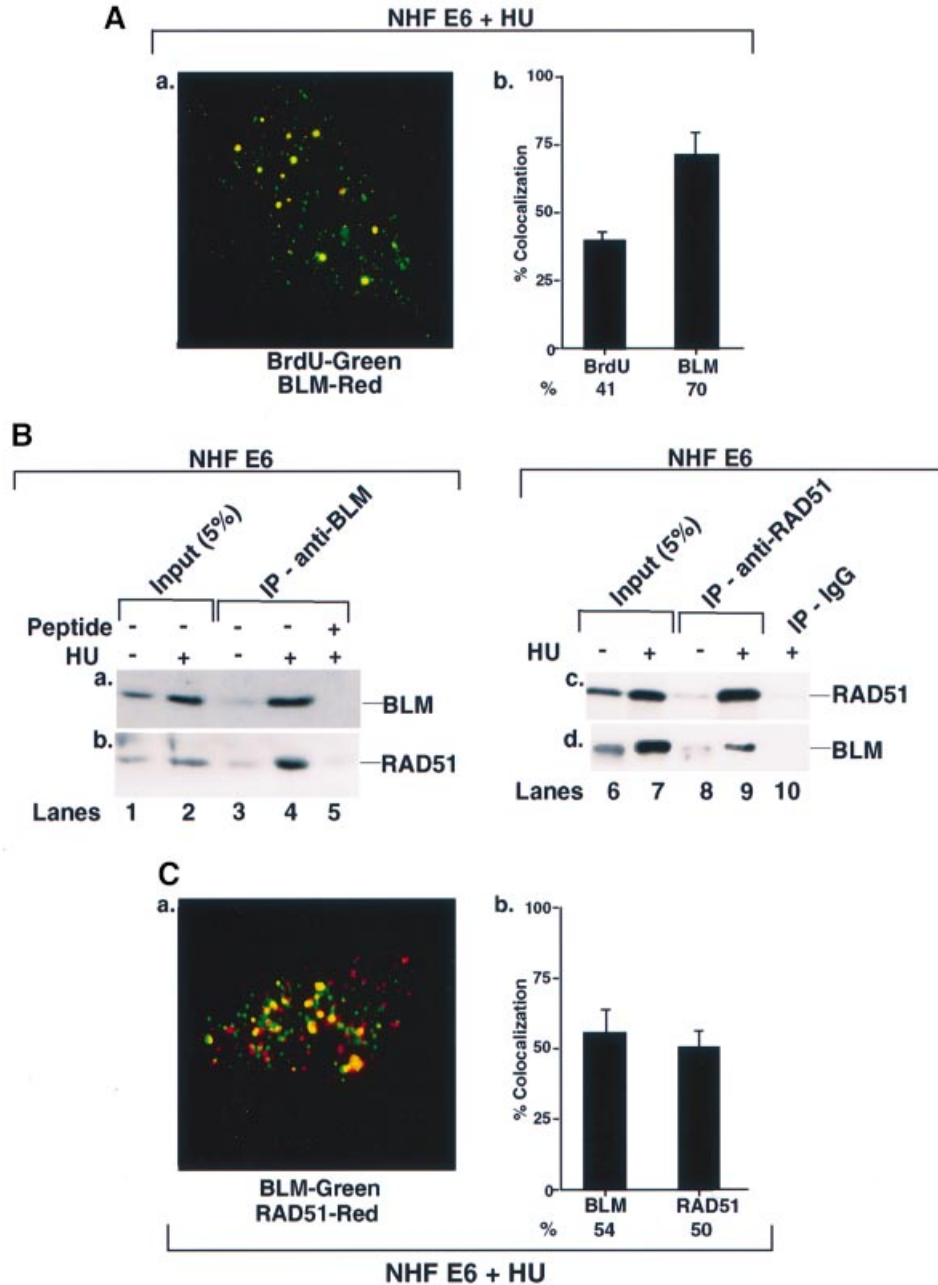 A
NHF E6 + HU
a.
BrdU-Green
BLM-Red
b.
% Colocalization
100
75
50
25
0
BrdU BLM
% 41 70
B
NHF E6
Input (5%) IP - anti-BLM
Peptide - - - - +
HU - + - + +
a. BLM
b. RAD51
Lanes 1 2 3 4 5
NHF E6
Input (5%) IP - anti-RAD51 IP - IgG
HU - + - + +
c. RAD51
d. BLM
Lanes 6 7 8 9 10
C
a.
BLM-Green
RAD51-Red
b.
% Colocalization
100
75
50
25
0
BLM RAD51
% 54 50
NHF E6 + HU